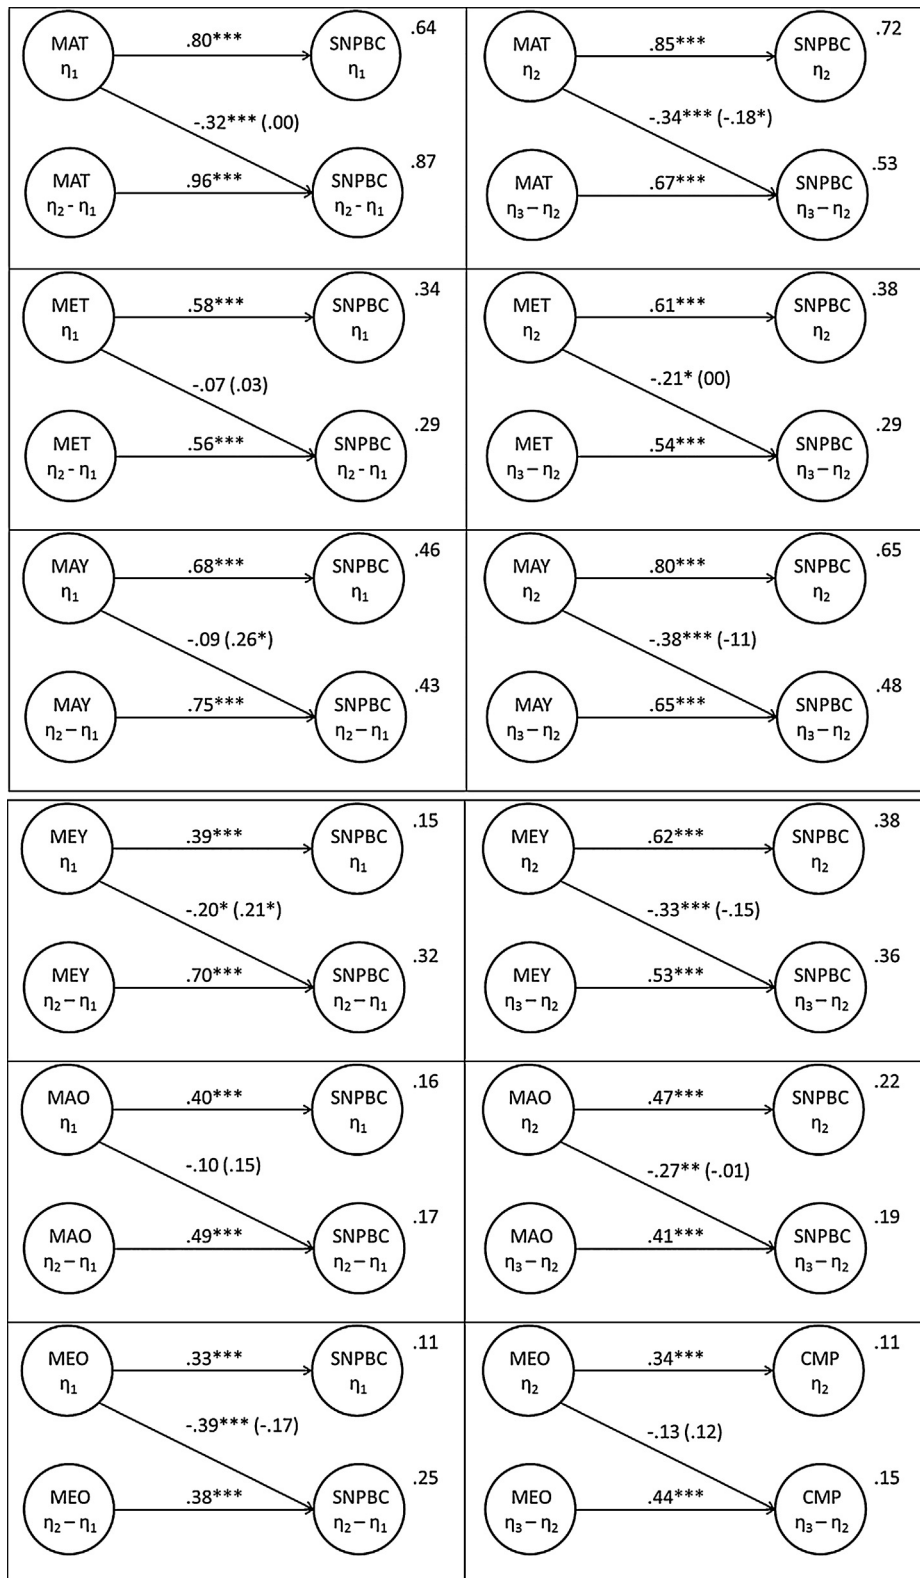 MAT
η₁
.80***
SNPBC
η₁
.64
-.32*** (.00)
MAT
η₂ - η₁
.96***
SNPBC
η₂ - η₁
.87
MAT
η₂
.85***
SNPBC
η₂
.72
-.34*** (-.18*)
MAT
η₃ – η₂
.67***
SNPBC
η₃ – η₂
.53
MET
η₁
.58***
SNPBC
η₁
.34
-.07 (.03)
MET
η₂ - η₁
.56***
SNPBC
η₂ - η₁
.29
MET
η₂
.61***
SNPBC
η₂
.38
-.21* (00)
MET
η₃ – η₂
.54***
SNPBC
η₃ – η₂
.29
MAY
η₁
.68***
SNPBC
η₁
.46
-.09 (.26*)
MAY
η₂ – η₁
.75***
SNPBC
η₂ – η₁
.43
MAY
η₂
.80***
SNPBC
η₂
.65
-.38*** (-11)
MAY
η₃ – η₂
.65***
SNPBC
η₃ – η₂
.48
MEY
η₁
.39***
SNPBC
η₁
.15
-.20* (.21*)
MEY
η₂ – η₁
.70***
SNPBC
η₂ – η₁
.32
MEY
η₂
.62***
SNPBC
η₂
.38
-.33*** (-.15)
MEY
η₃ – η₂
.53***
SNPBC
η₃ – η₂
.36
MAO
η₁
.40***
SNPBC
η₁
.16
-.10 (.15)
MAO
η₂ – η₁
.49***
SNPBC
η₂ – η₁
.17
MAO
η₂
.47***
SNPBC
η₂
.22
-.27** (-.01)
MAO
η₃ – η₂
.41***
SNPBC
η₃ – η₂
.19
MEO
η₁
.33***
SNPBC
η₁
.11
-.39*** (-.17)
MEO
η₂ – η₁
.38***
SNPBC
η₂ – η₁
.25
MEO
η₂
.34***
CMP
η₂
.11
-.13 (.12)
MEO
η₃ – η₂
.44***
CMP
η₃ – η₂
.15